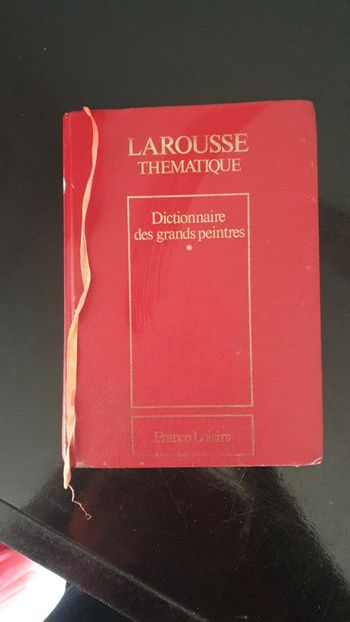 LAROUSSE
THEMATIQUE
Dictionnaire
des grands peintres
*
France Loisirs